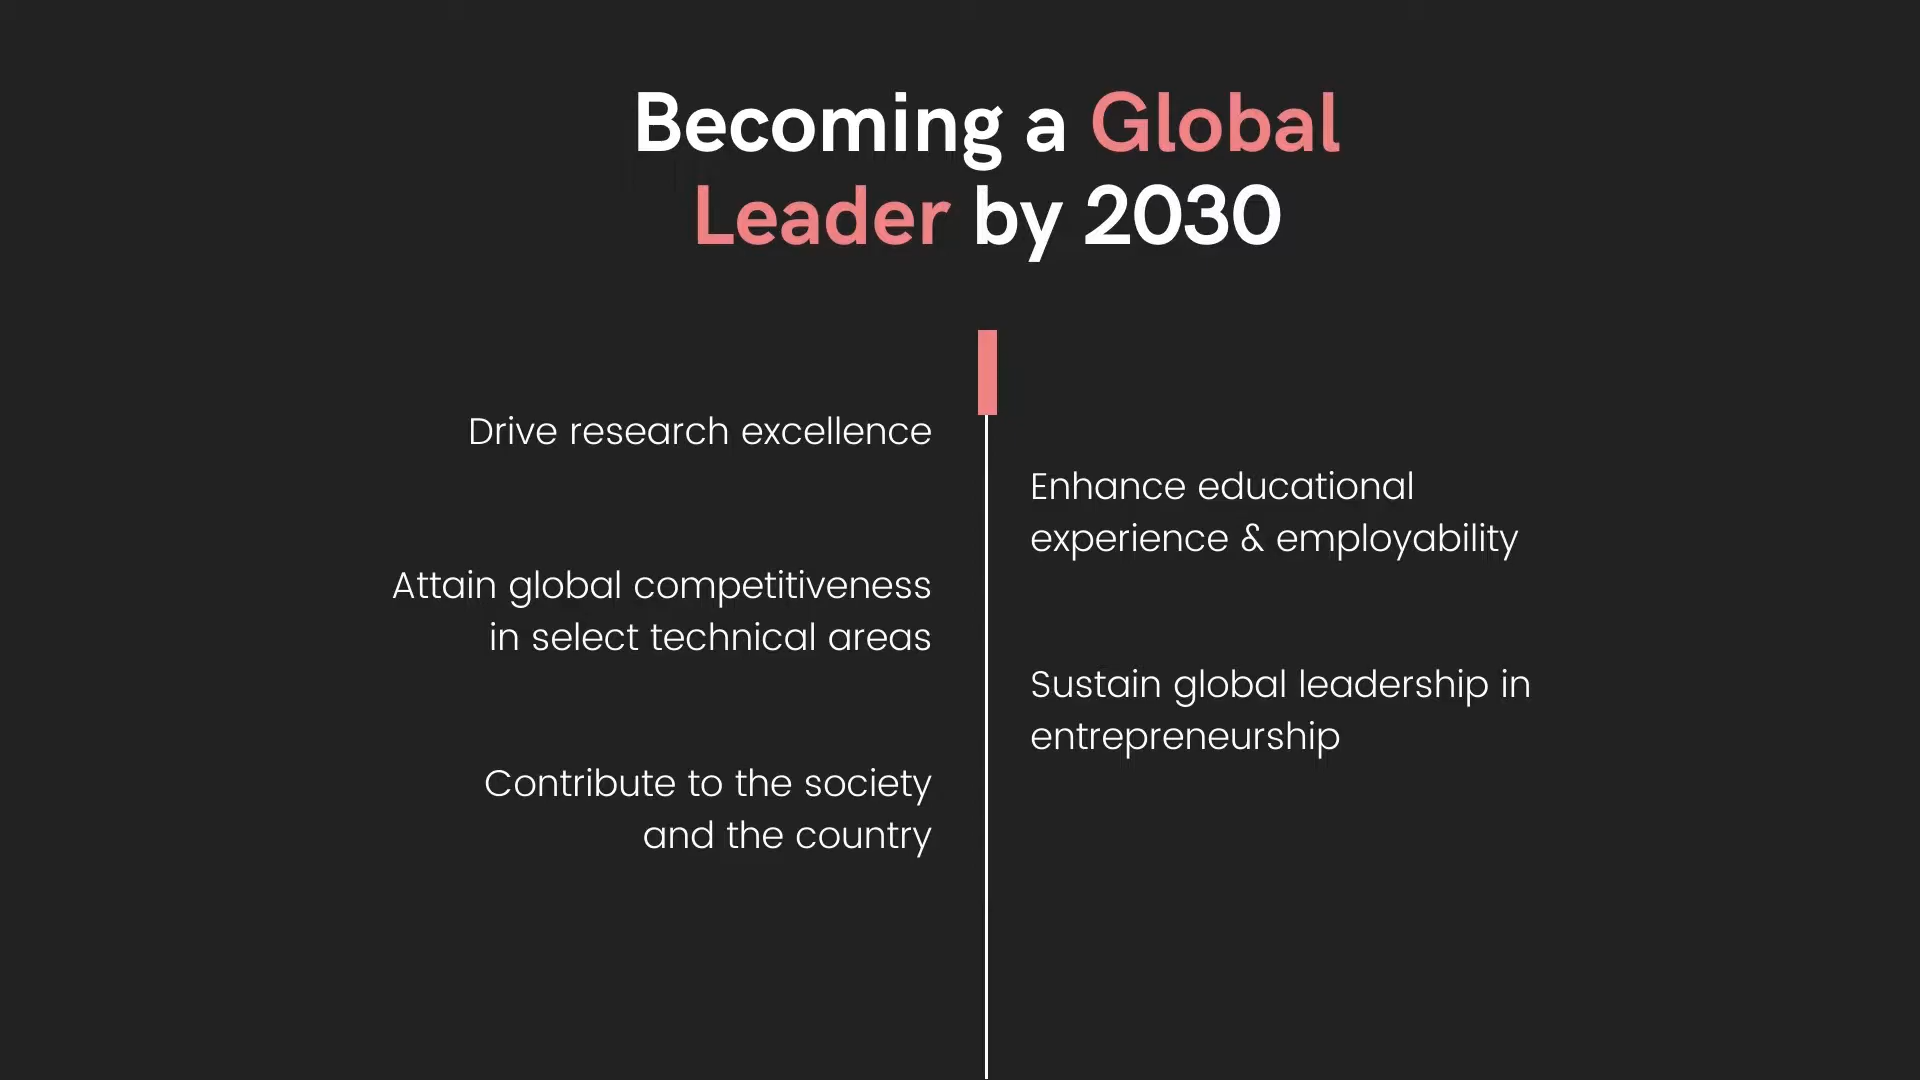 Becoming a Global
Leader by 2030
Drive research excellence
Enhance educational
experience & employability
Attain global competitiveness
in select technical areas
Sustain global leadership in
entrepreneurship
Contribute to the society
and the country